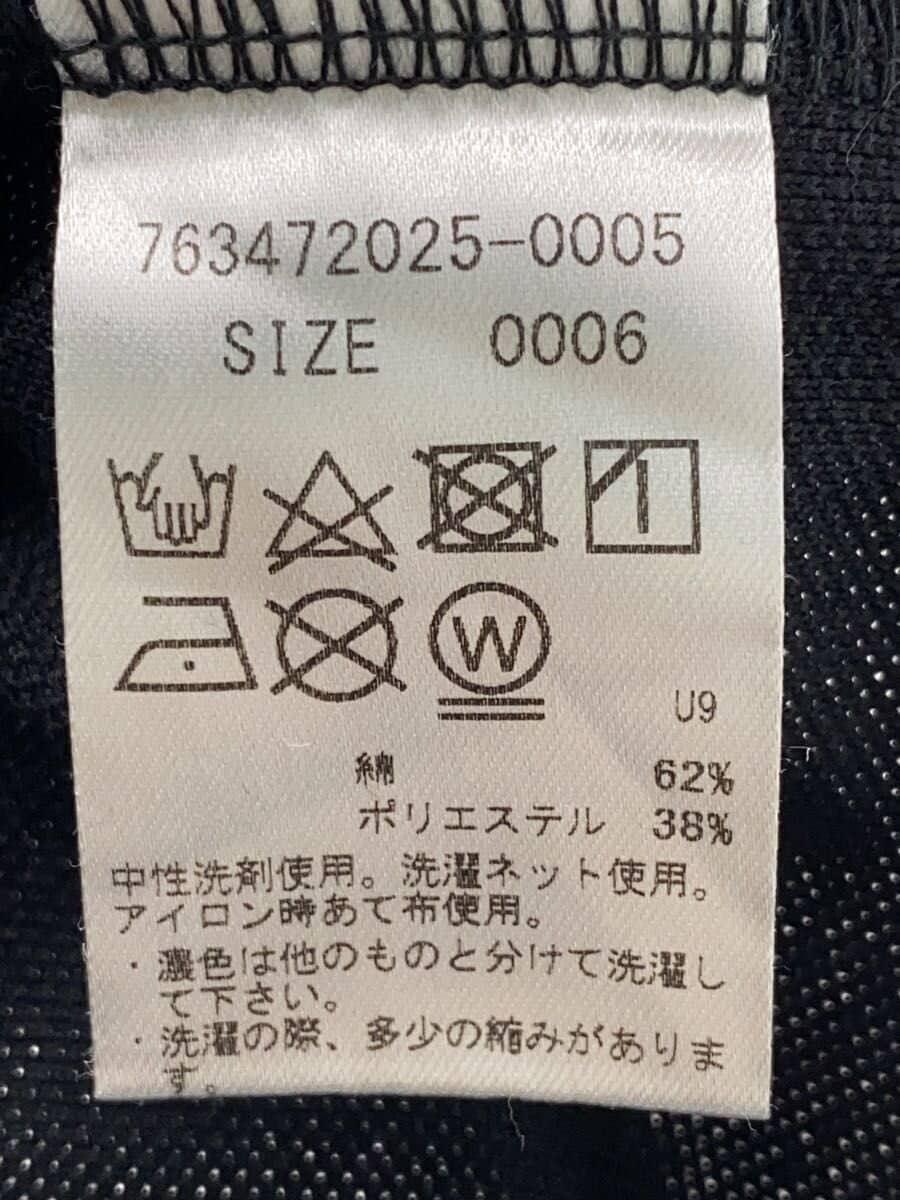 763472025-0005
SIZE 0006
W
U9
綿 62%
ポリエステル 38%
中性洗剤使用。洗濯ネット使用。
アイロン時あて布使用。
・濃色は他のものと分けて洗濯し
て下さい。
・洗濯の際、多少の縮みがありま
す。